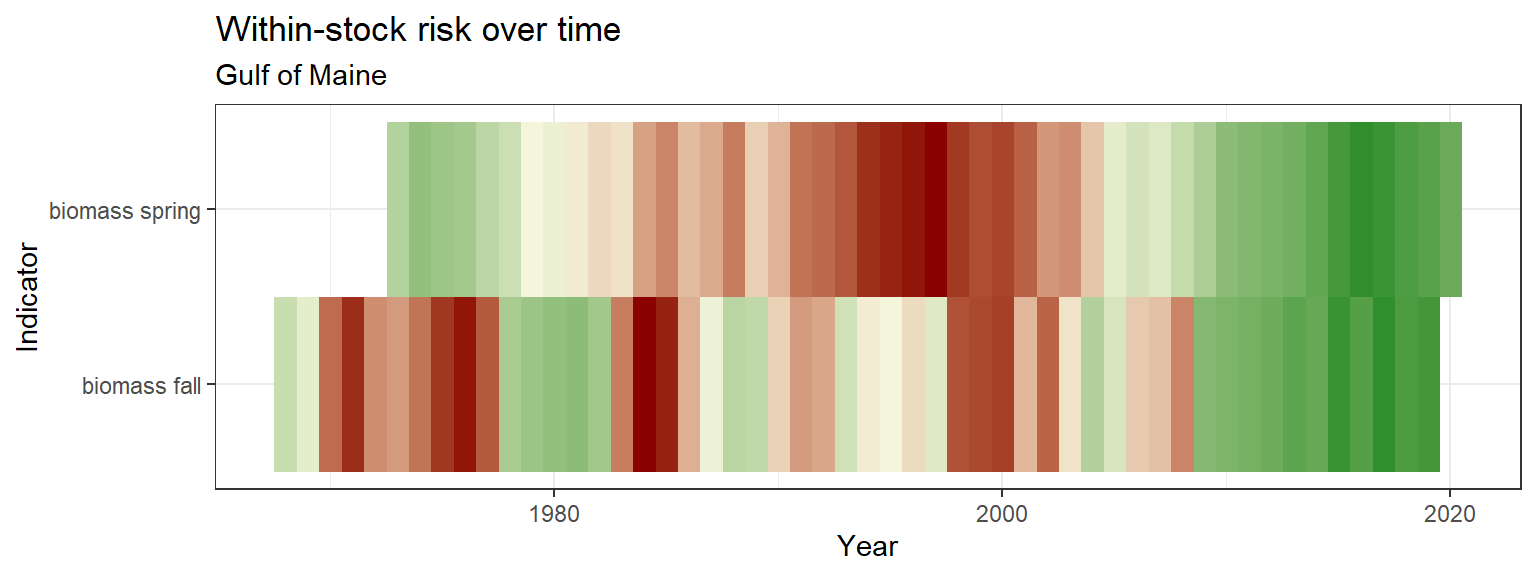 Within-stock risk over time
Gulf of Maine
Indicator
biomass spring
biomass fall
1980
2000
2020
Year